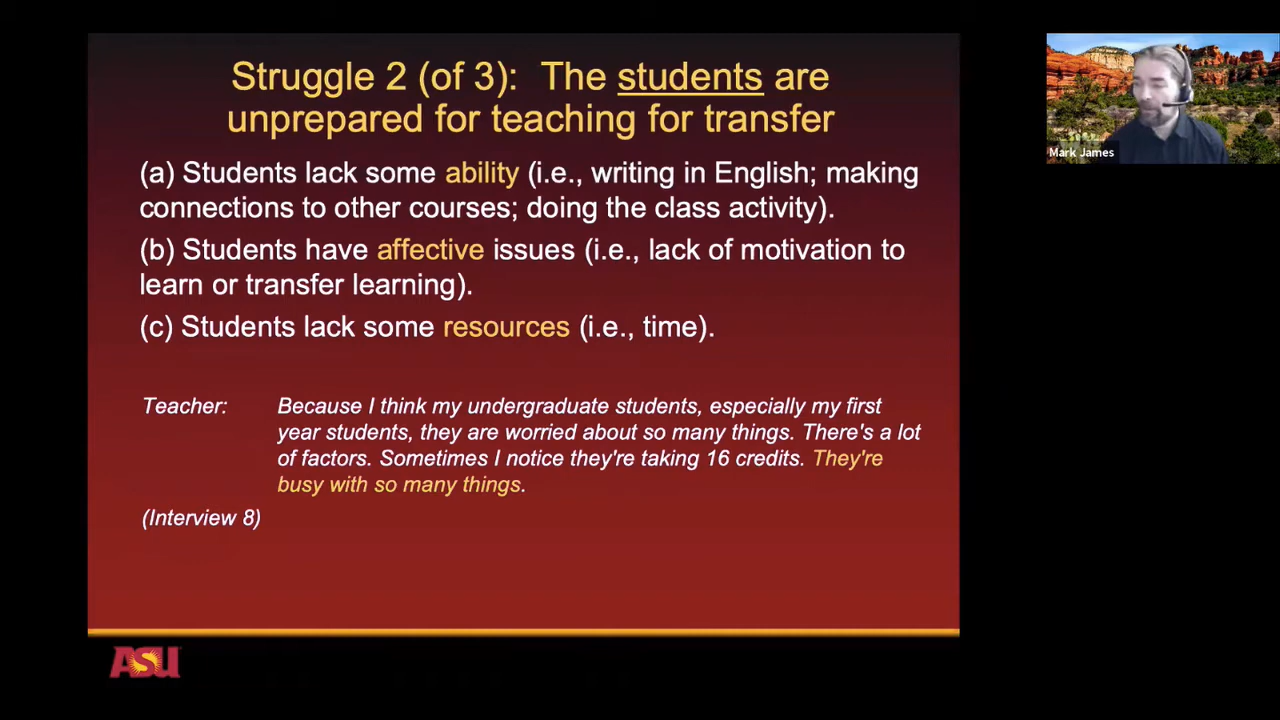 Struggle 2 (of 3): The students are
unprepared for teaching for transfer
(a) Students lack some ability (i.e., writing in English; making
connections to other courses; doing the class activity).
(b) Students have affective issues (i.e., lack of motivation to
learn or transfer learning).
(c) Students lack some resources (i.e., time).
Teacher: Because I think my undergraduate students, especially my first
year students, they are worried about so many things. There's a lot
of factors. Sometimes I notice they're taking 16 credits. They're
busy with so many things.
(Interview 8)
ASU
Mark James